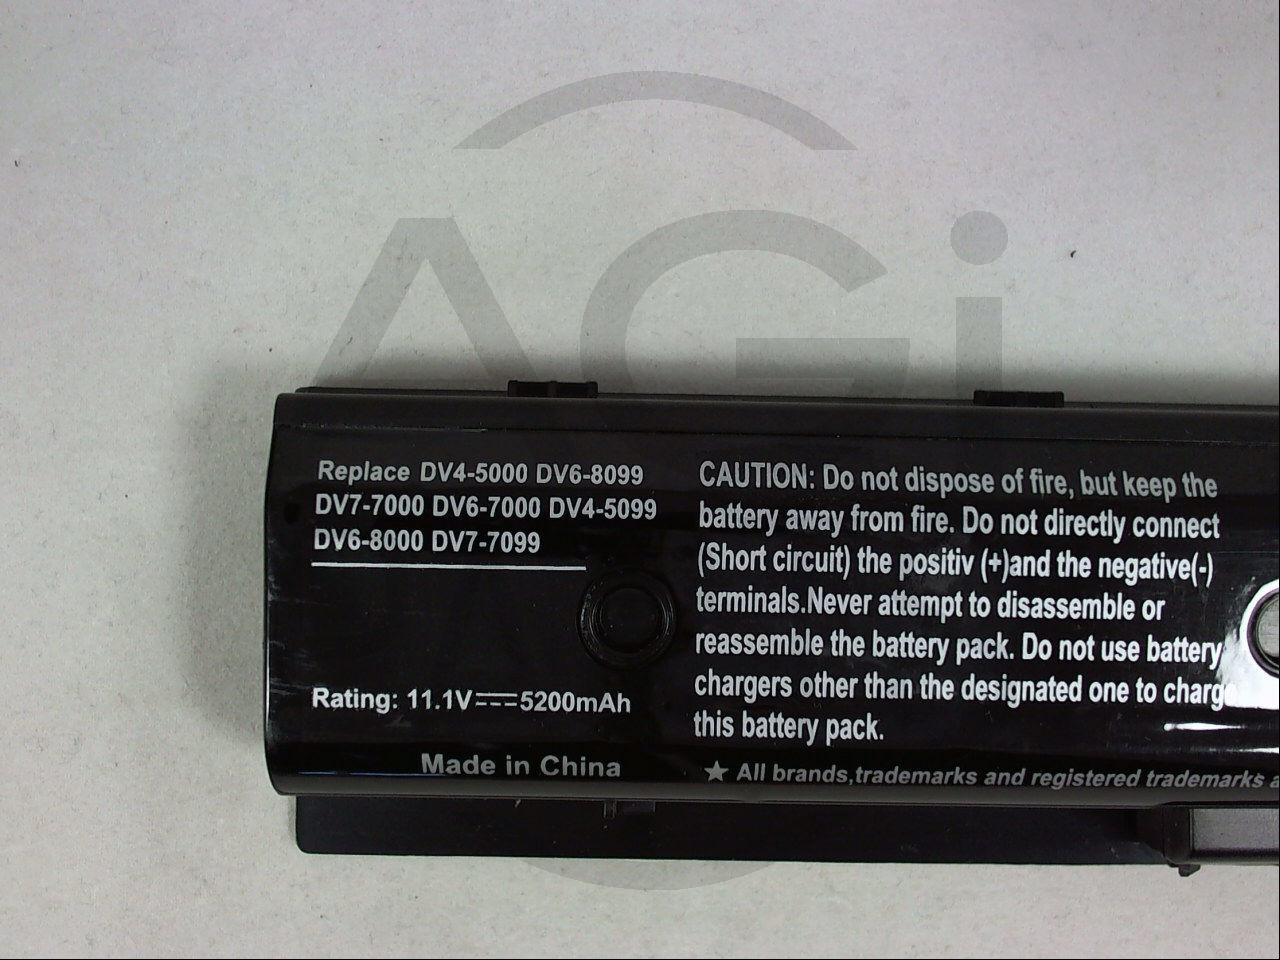 AGi
Replace DV4-5000 DV6-8099
DV7-7000 DV6-7000 DV4-5099
DV6-8000 DV7-7099
Rating: 11.1V⎓5200mAh
Made in China
CAUTION: Do not dispose of fire, but keep the
battery away from fire. Do not directly connect
(Short circuit) the positiv (+)and the negative(-)
terminals.Never attempt to disassemble or
reassemble the battery pack. Do not use battery
chargers other than the designated one to charge
this battery pack.
★ All brands,trademarks and registered trademarks a